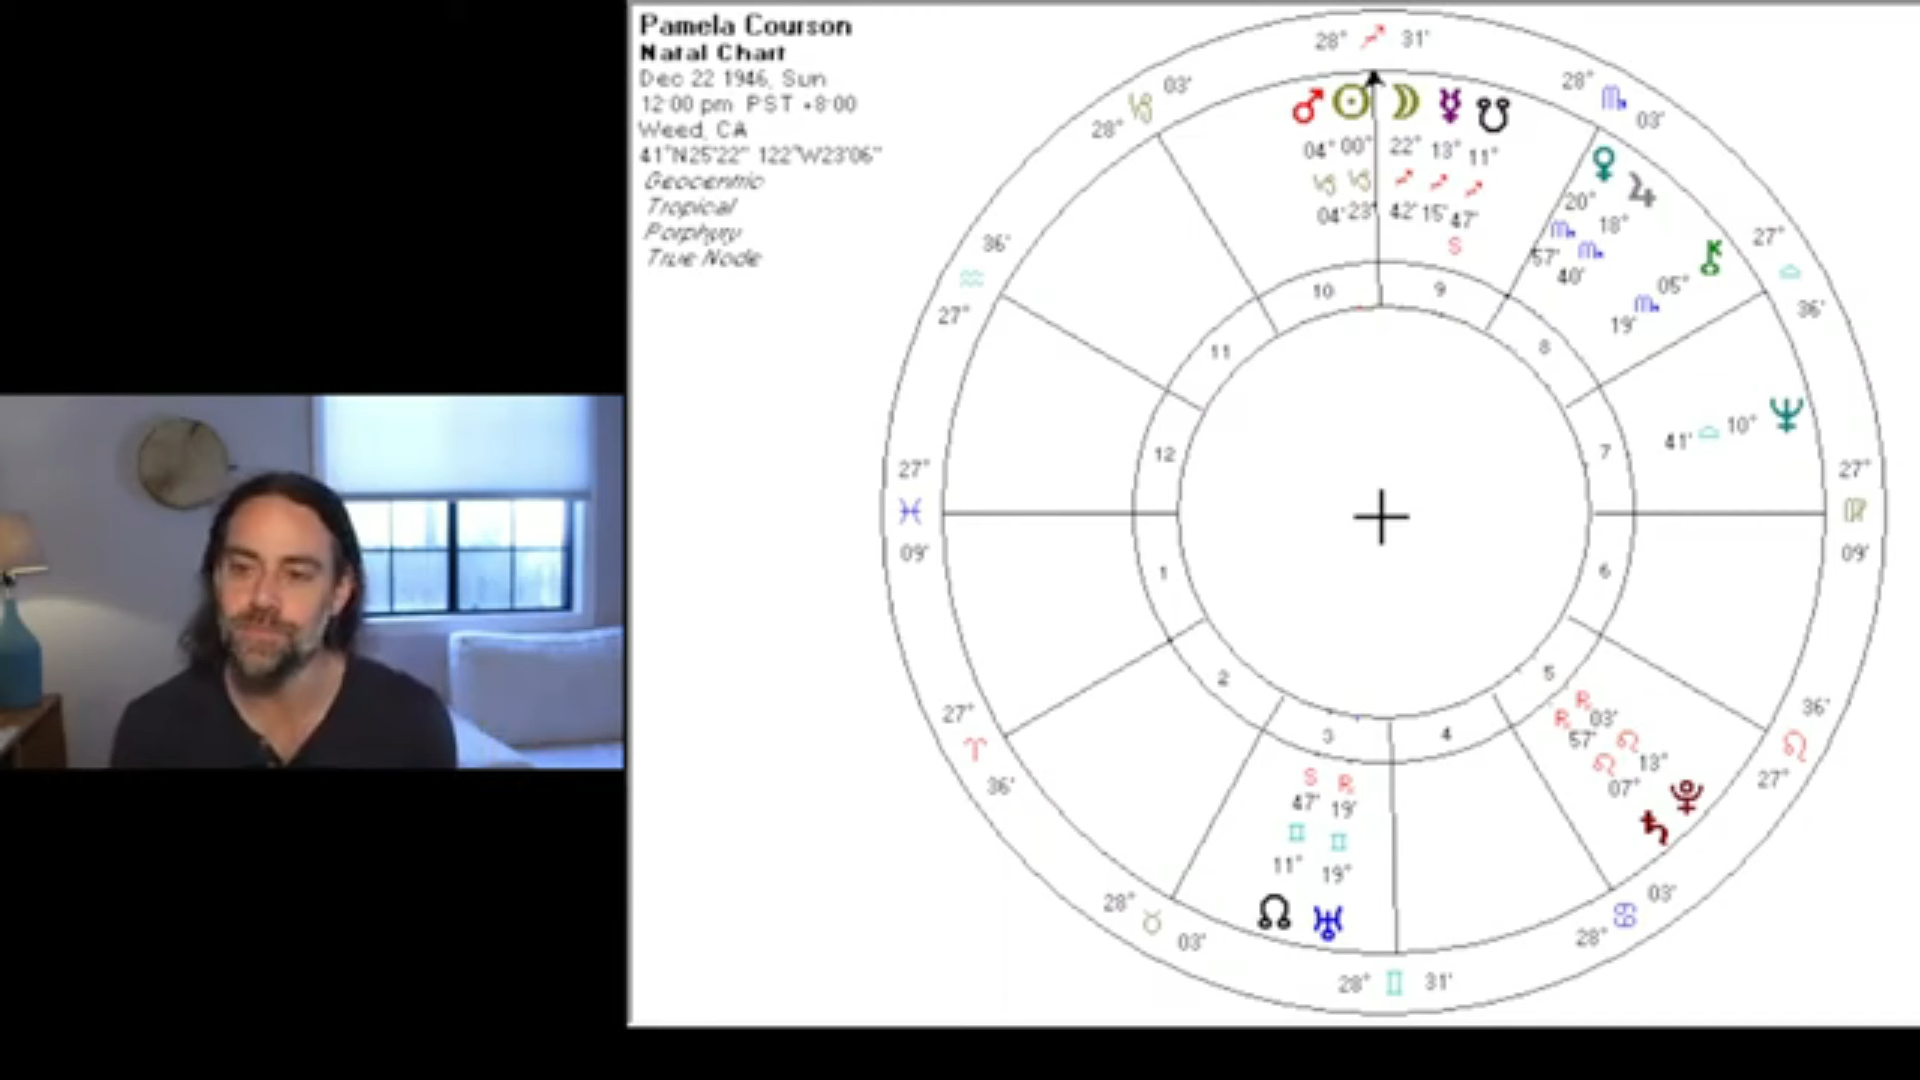 Pamela Courson
Natal Chart
Dec 22 1946, Sun
12:00 pm PST +8:00
Weed, CA
41°N25'22" 122°W23'06"
Geocentric
Tropical
Porphyry
True Node
28° ♐ 31'
28° ♏ 03'
27° ♎ 36'
27° ♍ 09'
36' ♌ 27°
03' ♋ 28°
28° ♊ 31'
28° ♉ 03'
27° ♈ 36'
27° ♓ 09'
36' ♒ 27°
28° ♑ 03'
♂ 04° ♑ 04'
☉ 00° ♑ 23'
☽ 22° ♐ 42'
☿ 13° ♐ 15'
☋ 11° ♐ 47' S
♀ 20° ♏ 57'
♃ 18° ♏ 40'
⚷ 05° ♏ 19'
♆ 10° ♎ 41'
♇ 13° ♌ 03' ℞
♄ 07° ♌ 57' ℞
♅ 19° ♊ 19' ℞
☊ 11° ♊ 47' S
1
2
3
4
5
6
7
8
9
10
11
12